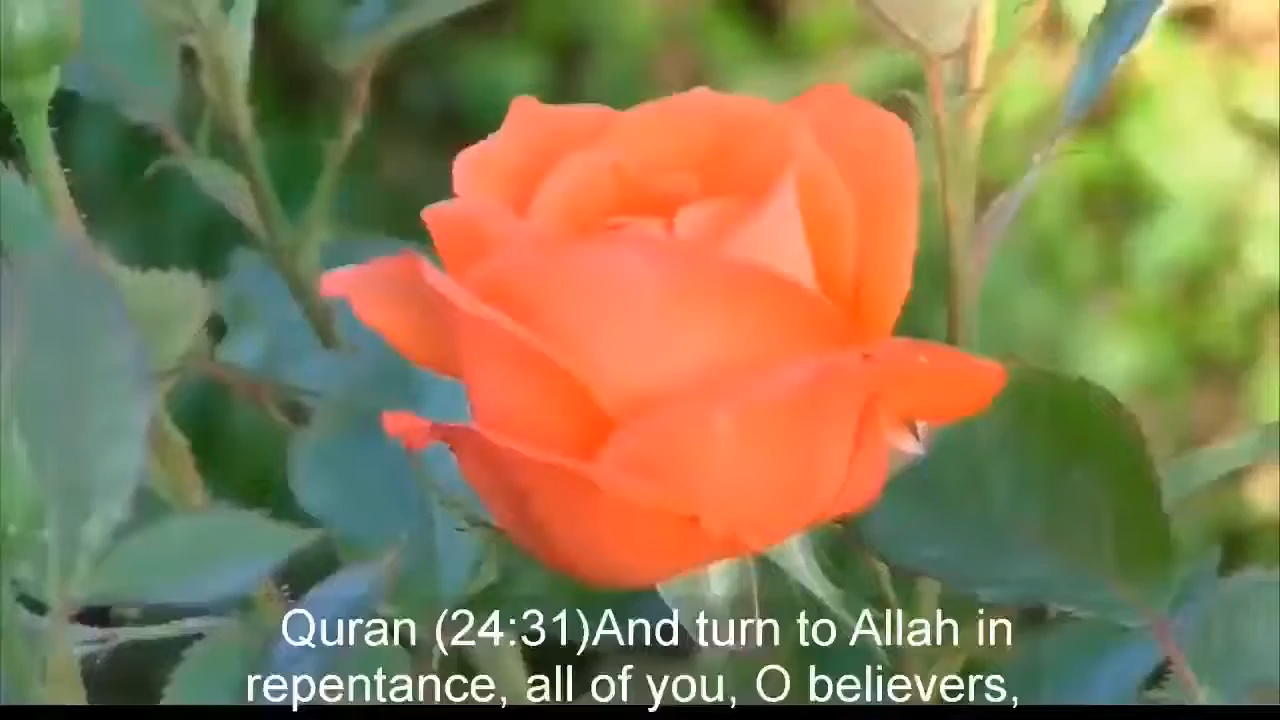 Quran (24:31)And turn to Allah in
repentance, all of you, O believers,